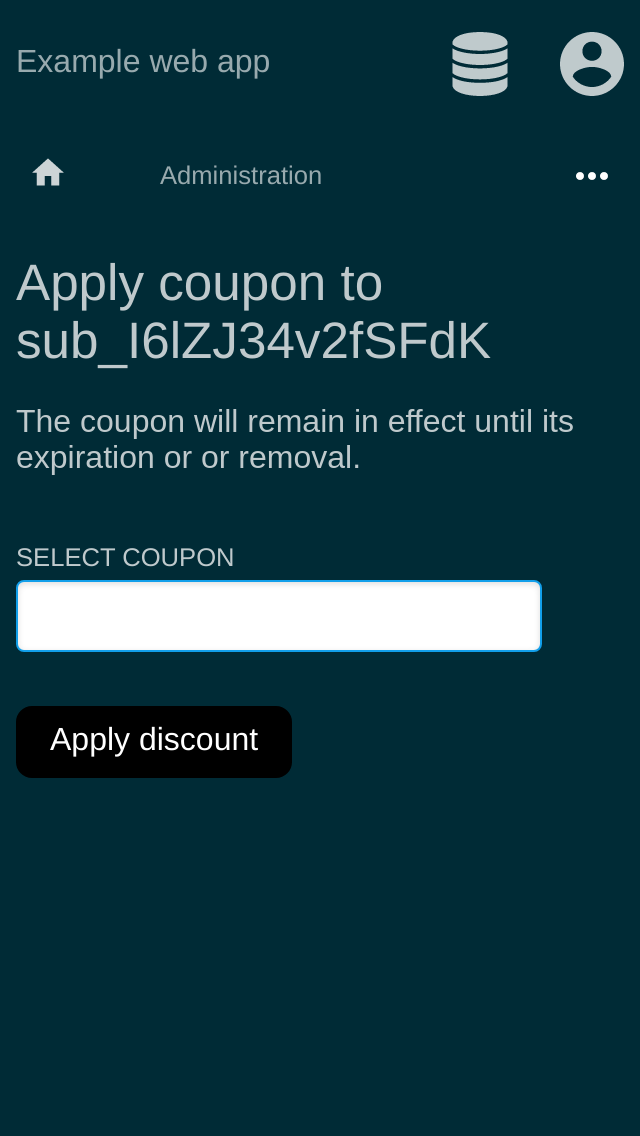 Example web app
Administration
Apply coupon to
sub_I6lZJ34v2fSFdK
The coupon will remain in effect until its
expiration or or removal.
SELECT COUPON
Apply discount